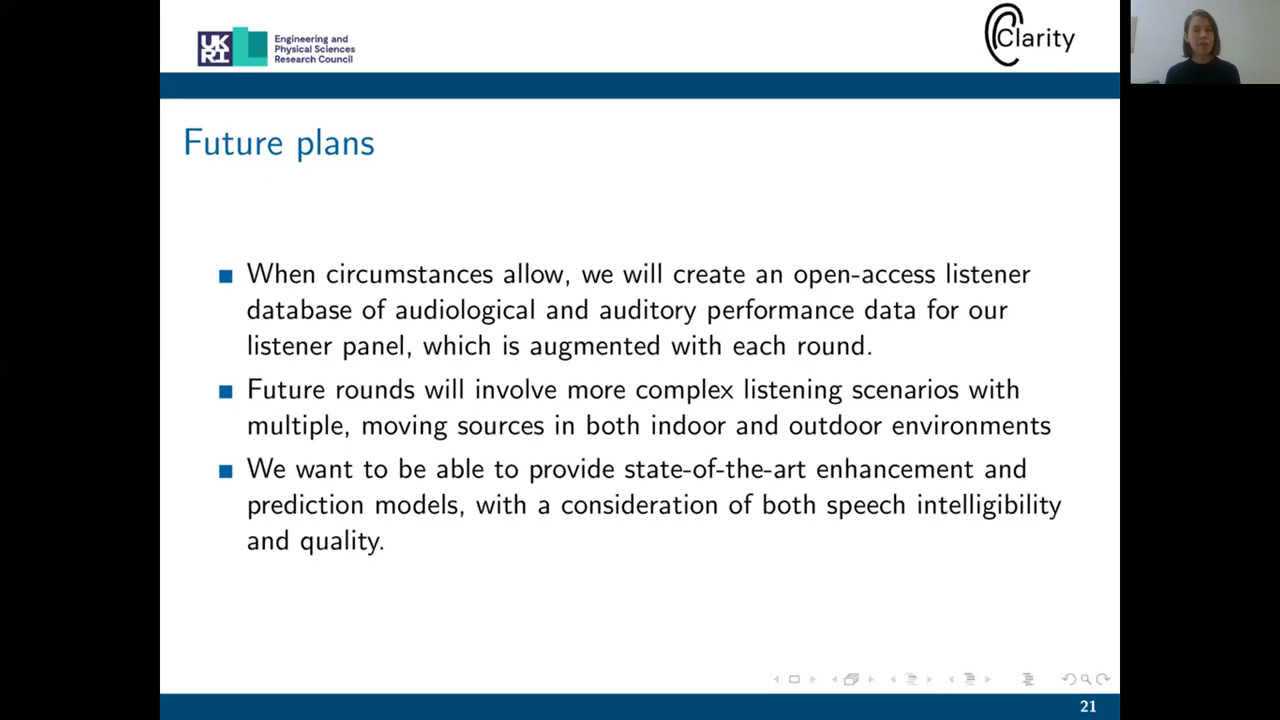 UK
RI
Engineering and
Physical Sciences
Research Council
Clarity
Future plans
When circumstances allow, we will create an open-access listener
database of audiological and auditory performance data for our
listener panel, which is augmented with each round.
Future rounds will involve more complex listening scenarios with
multiple, moving sources in both indoor and outdoor environments
We want to be able to provide state-of-the-art enhancement and
prediction models, with a consideration of both speech intelligibility
and quality.
21